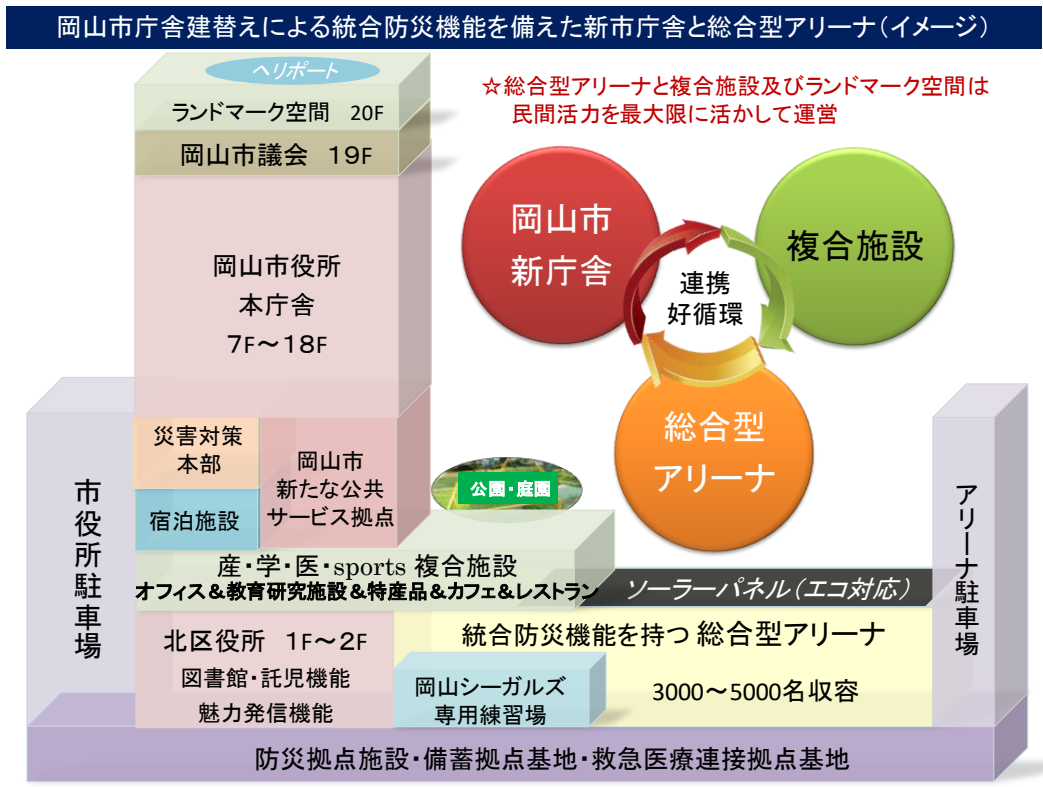 岡山市庁舎建替えによる統合防災機能を備えた新市庁舎と総合型アリーナ（イメージ）
ヘリポート
ランドマーク空間 20F
岡山市議会 19F
☆総合型アリーナと複合施設及びランドマーク空間は
民間活力を最大限に活かして運営
岡山市
新庁舎
複合施設
連携
好循環
総合型
アリーナ
岡山市役所
本庁舎
7F～18F
災害対策
本部
宿泊施設
岡山市
新たな公共
サービス拠点
公園・庭園
市役所駐車場
アリーナ駐車場
産・学・医・sports 複合施設
オフィス＆教育研究施設＆特産品＆カフェ＆レストラン
ソーラーパネル（エコ対応）
北区役所 1F～2F
図書館・託児機能
魅力発信機能
統合防災機能を持つ 総合型アリーナ
3000～5000名収容
岡山シーガルズ
専用練習場
防災拠点施設・備蓄拠点基地・救急医療連接拠点基地